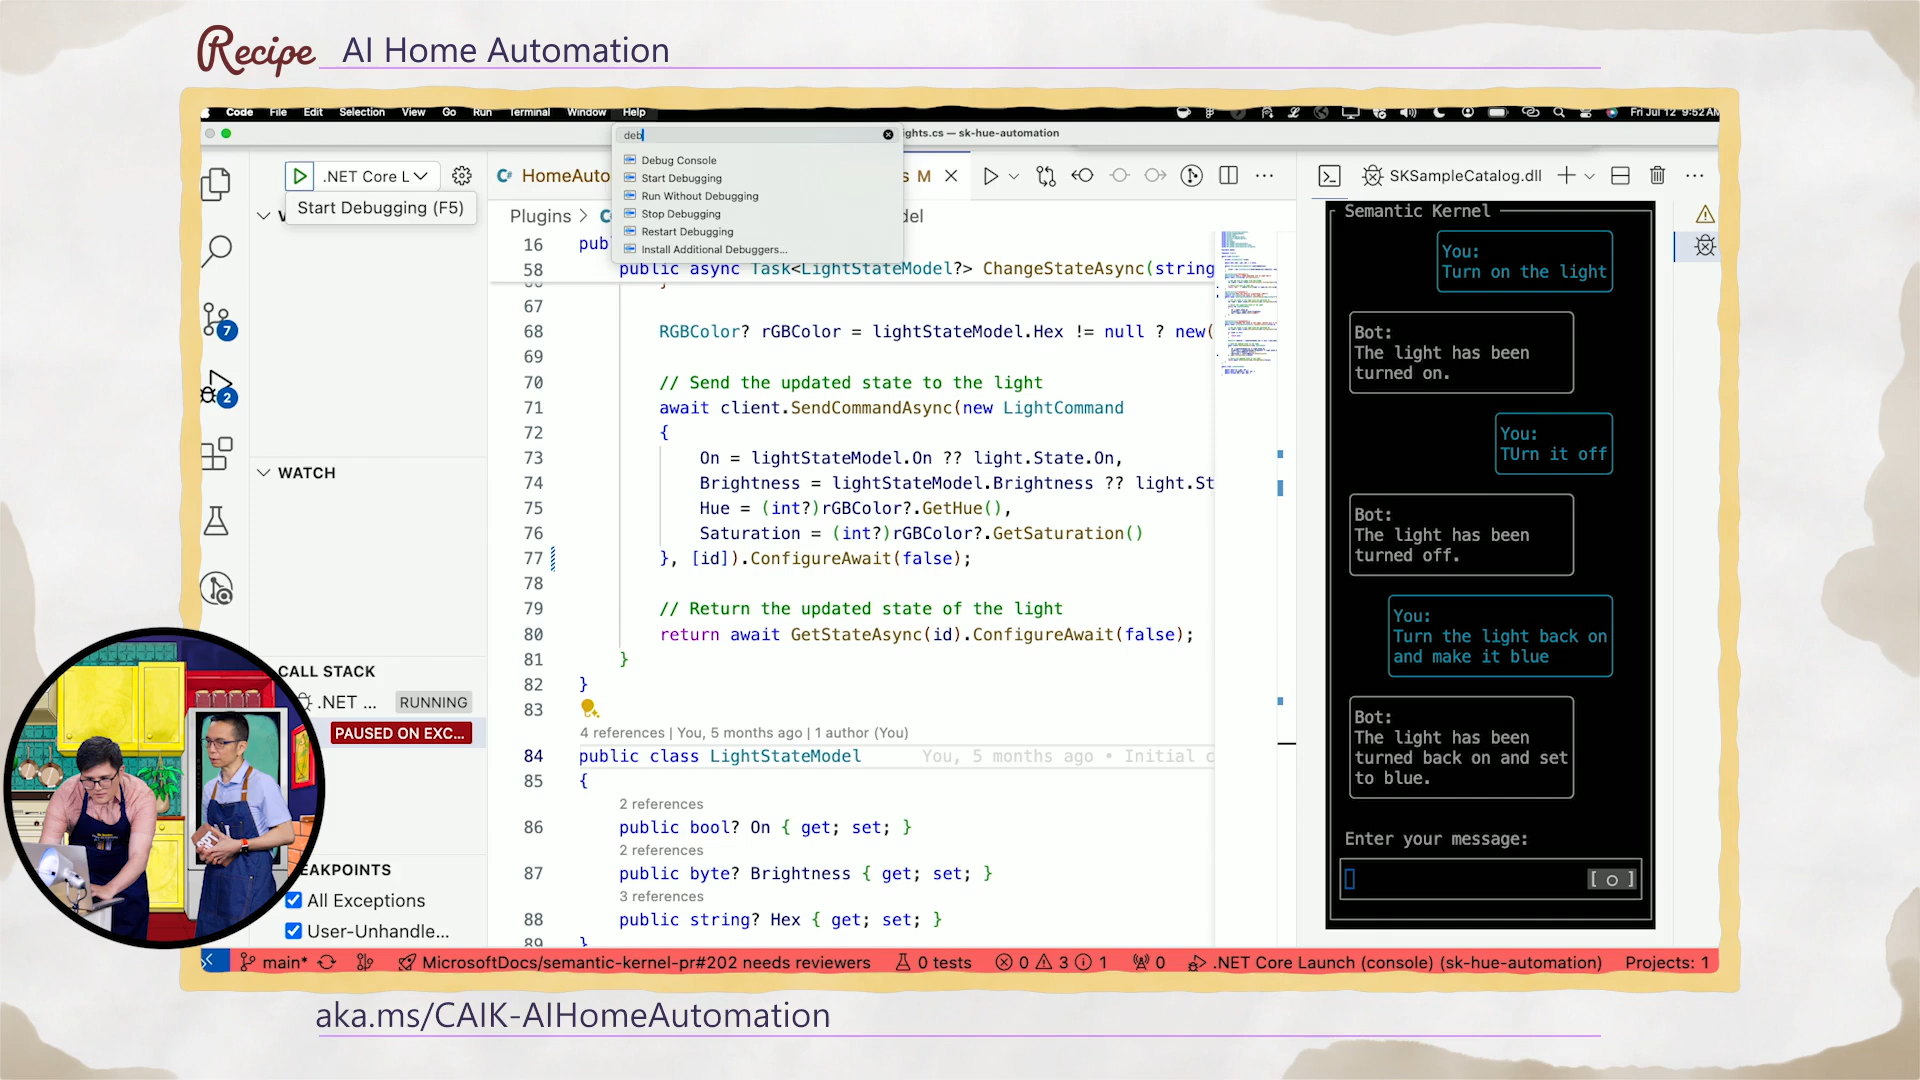 Recipe AI Home Automation
Code File Edit Selection View Go Run Terminal Window Help
Fri Jul 12 9:52 AM
deb
Debug Console
Start Debugging
Run Without Debugging
Stop Debugging
Restart Debugging
Install Additional Debuggers...
ights.cs — sk-hue-automation
.NET Core L
Start Debugging (F5)
HomeAuto
M
SKSampleCatalog.dll
Plugins
del
7
2
WATCH
CALL STACK
.NET ... RUNNING
PAUSED ON EXC...
EAKPOINTS
All Exceptions
User-Unhandle...
16 pub
58 public async Task<LightStateModel?> ChangeStateAsync(string
66 }
67
68 RGBColor? rGBColor = lightStateModel.Hex != null ? new(
69
70 // Send the updated state to the light
71 await client.SendCommandAsync(new LightCommand
72 {
73 On = lightStateModel.On ?? light.State.On,
74 Brightness = lightStateModel.Brightness ?? light.St
75 Hue = (int?)rGBColor?.GetHue(),
76 Saturation = (int?)rGBColor?.GetSaturation()
77 }, [id]).ConfigureAwait(false);
78
79 // Return the updated state of the light
80 return await GetStateAsync(id).ConfigureAwait(false);
81 }
82 }
83
4 references | You, 5 months ago | 1 author (You)
84 public class LightStateModel You, 5 months ago • Initial c
85 {
2 references
86 public bool? On { get; set; }
2 references
87 public byte? Brightness { get; set; }
3 references
88 public string? Hex { get; set; }
89 }
Semantic Kernel
You:
Turn on the light
Bot:
The light has been
turned on.
You:
TUrn it off
Bot:
The light has been
turned off.
You:
Turn the light back on
and make it blue
Bot:
The light has been
turned back on and set
to blue.
Enter your message:
main* MicrosoftDocs/semantic-kernel-pr#202 needs reviewers 0 tests 0 3 1 0 .NET Core Launch (console) (sk-hue-automation) Projects: 1
aka.ms/CAIK-AIHomeAutomation